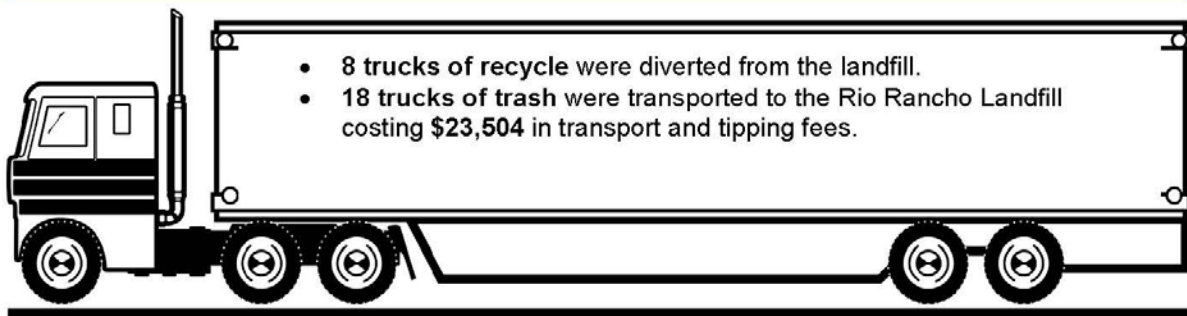 • 8 trucks of recycle were diverted from the landfill.
• 18 trucks of trash were transported to the Rio Rancho Landfill
costing $23,504 in transport and tipping fees.